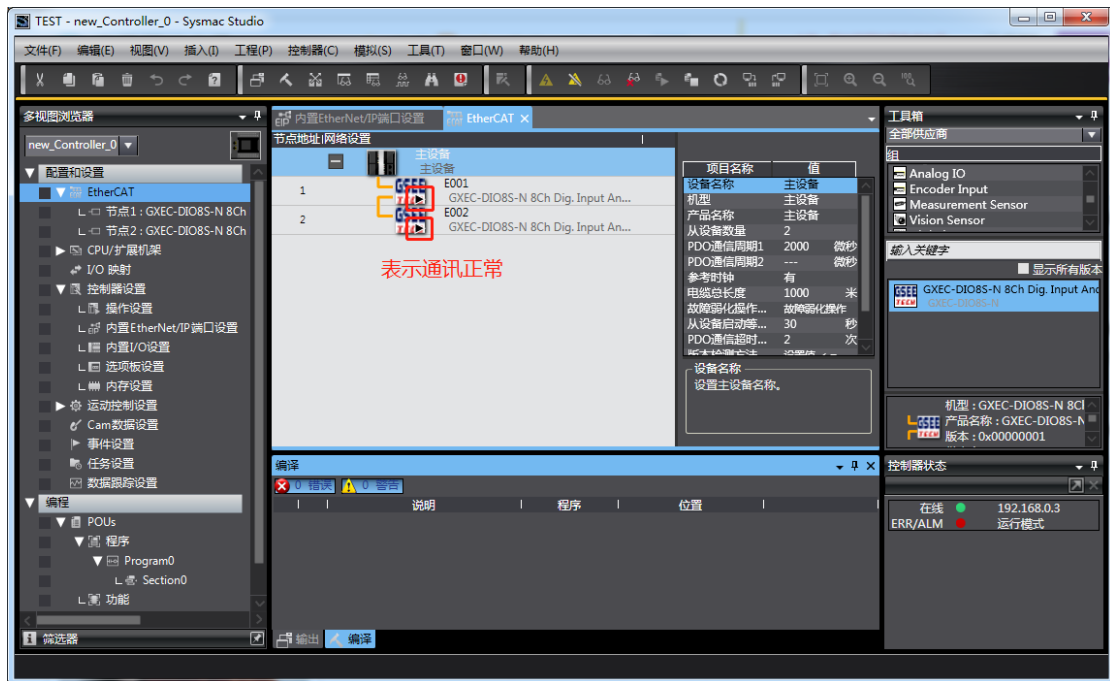 TEST - new_Controller_0 - Sysmac Studio
文件(F) 编辑(E) 视图(V) 插入(I) 工程(P) 控制器(C) 模拟(S) 工具(T) 窗口(W) 帮助(H)
多视图浏览器
new_Controller_0
配置和设置
EtherCAT
节点1 : GXEC-DIO8S-N 8Ch
节点2 : GXEC-DIO8S-N 8Ch
CPU/扩展机架
I/O 映射
控制器设置
操作设置
内置EtherNet/IP端口设置
内置I/O设置
选项板设置
内存设置
运动控制设置
Cam数据设置
事件设置
任务设置
数据跟踪设置
编程
POUs
程序
Program0
Section0
功能
筛选器
内置EtherNet/IP端口设置 EtherCAT
节点地址|网络设置
主设备
主设备
1 E001
GXEC-DIO8S-N 8Ch Dig. Input An...
2 E002
GXEC-DIO8S-N 8Ch Dig. Input An...
表示通讯正常
项目名称 值
设备名称 主设备
机型 主设备
产品名称 主设备
从设备数量 2
PDO通信周期1 2000 微秒
PDO通信周期2 --- 微秒
参考时钟 有
电缆总长度 1000 米
故障弱化操作... 故障弱化操作
从设备启动等... 30 秒
PDO通信超时... 2 次
设备名称
设置主设备名称。
编译
0 错误 0 警告
说明 程序 位置
输出 编译
工具箱
全部供应商
组
Analog IO
Encoder Input
Measurement Sensor
Vision Sensor
输入关键字
显示所有版本
GSEE TECH GXEC-DIO8S-N 8Ch Dig. Input And
GXEC-DIO8S-N
机型 : GXEC-DIO8S-N 8Cl
产品名称 : GXEC-DIO8S-N
版本 : 0x00000001
控制器状态
在线 192.168.0.3
ERR/ALM 运行模式